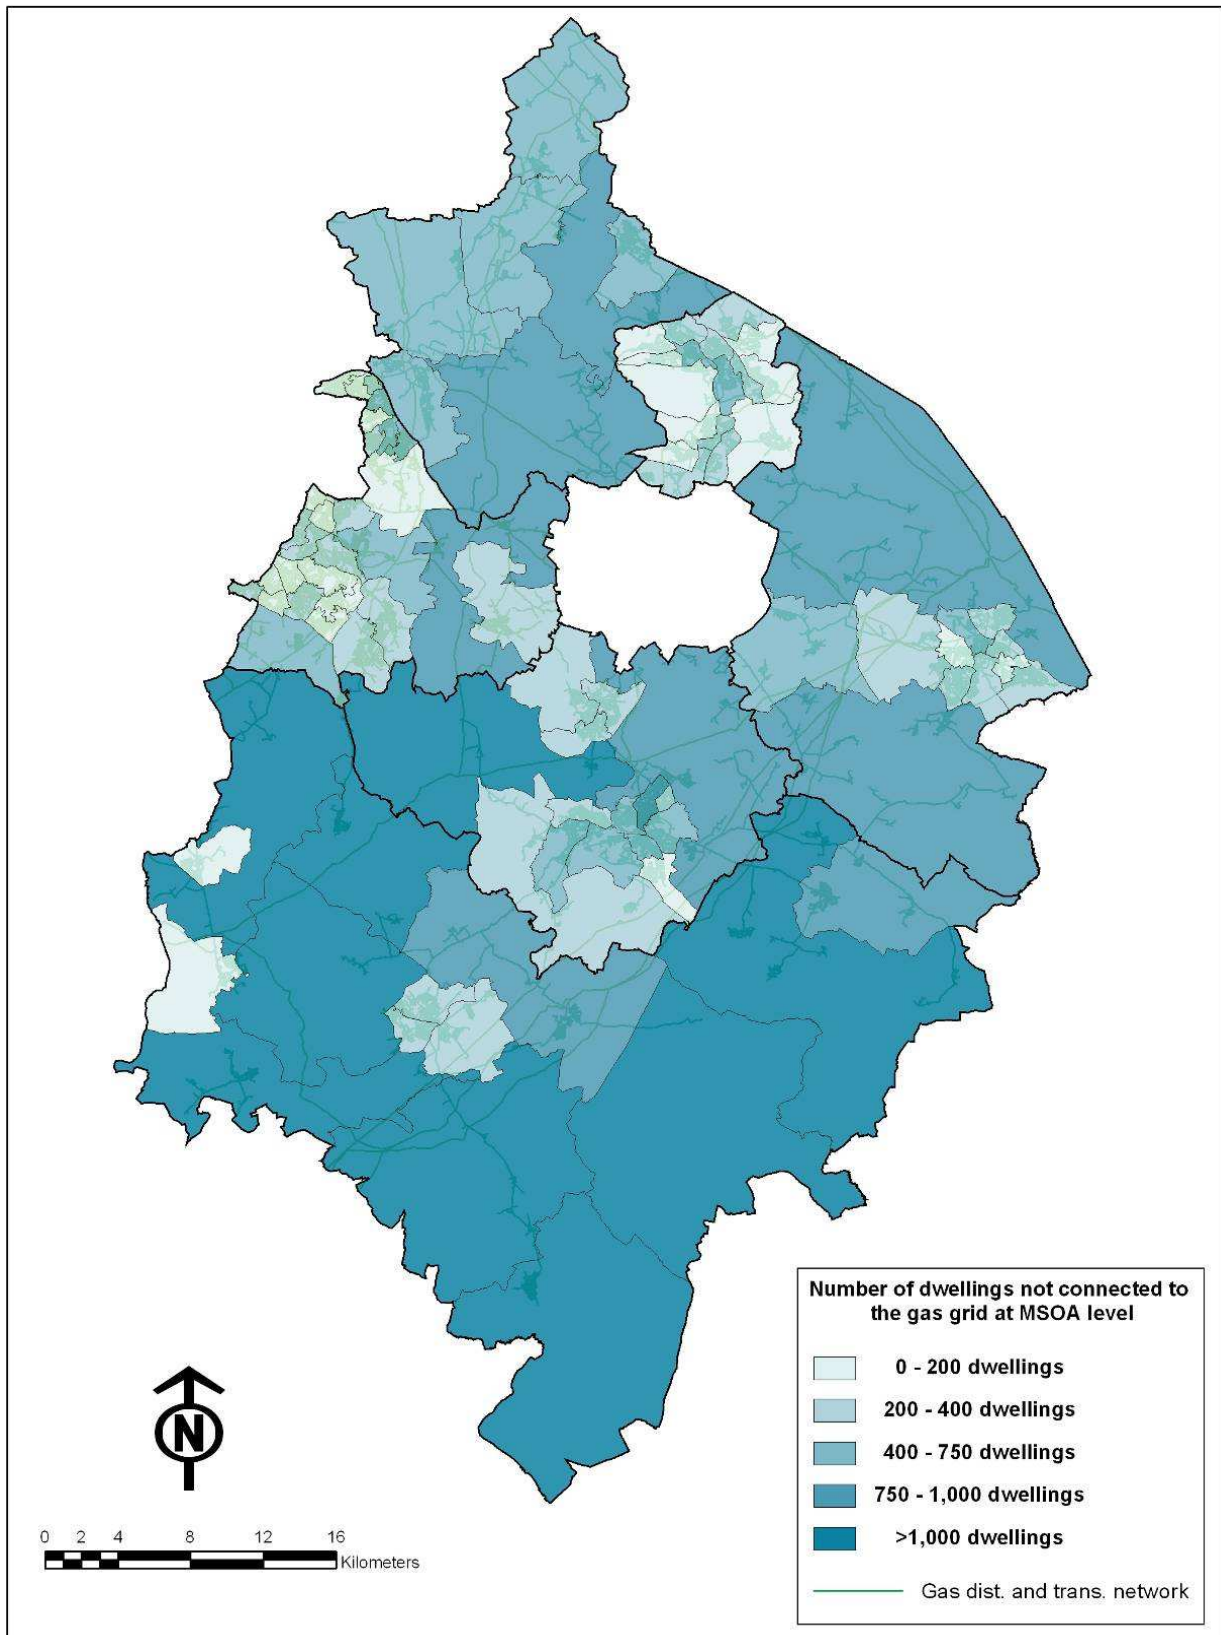 Number of dwellings not connected to
the gas grid at MSOA level
0 - 200 dwellings
200 - 400 dwellings
400 - 750 dwellings
750 - 1,000 dwellings
>1,000 dwellings
Gas dist. and trans. network
N
0 2 4 8 12 16
Kilometers